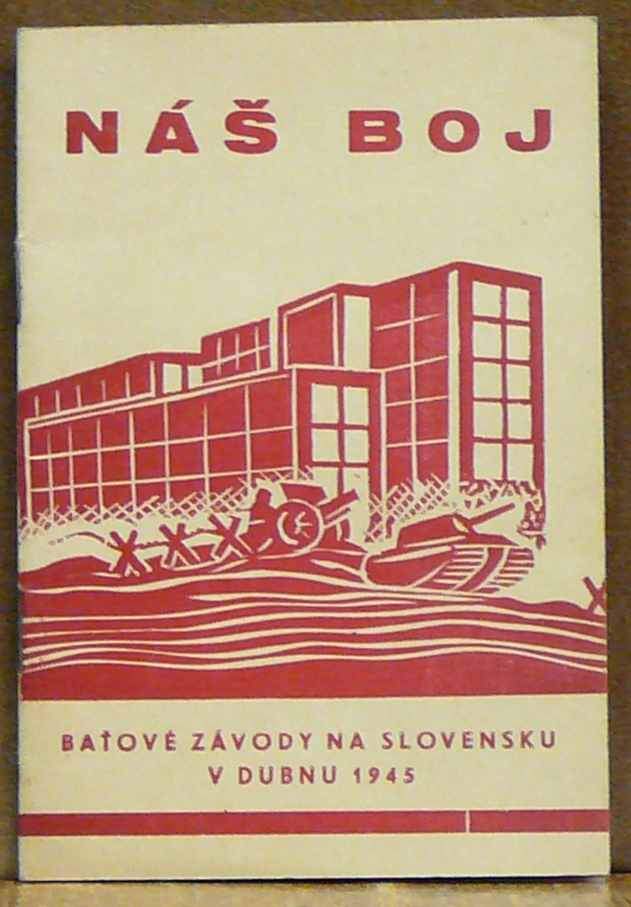 NÁŠ BOJ
BAŤOVÉ ZÁVODY NA SLOVENSKU
V DUBNU 1945